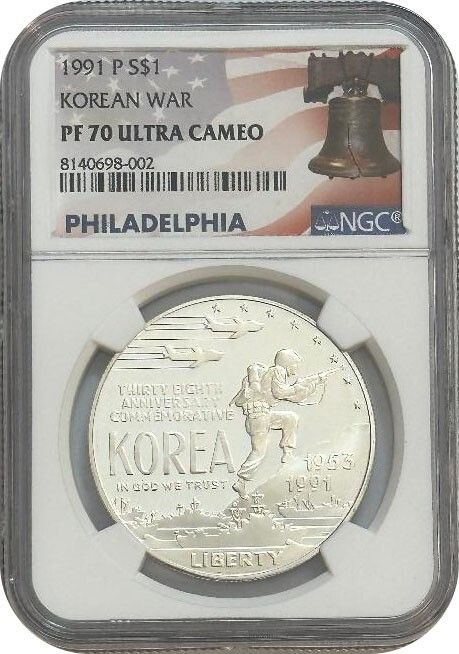 1991 P S$1
KOREAN WAR
PF 70 ULTRA CAMEO
8140698-002
PHILADELPHIA
NGC®
THIRTY EIGHTH
ANNIVERSARY
COMMEMORATIVE
KOREA
IN GOD WE TRUST
1953
1991
LIBERTY